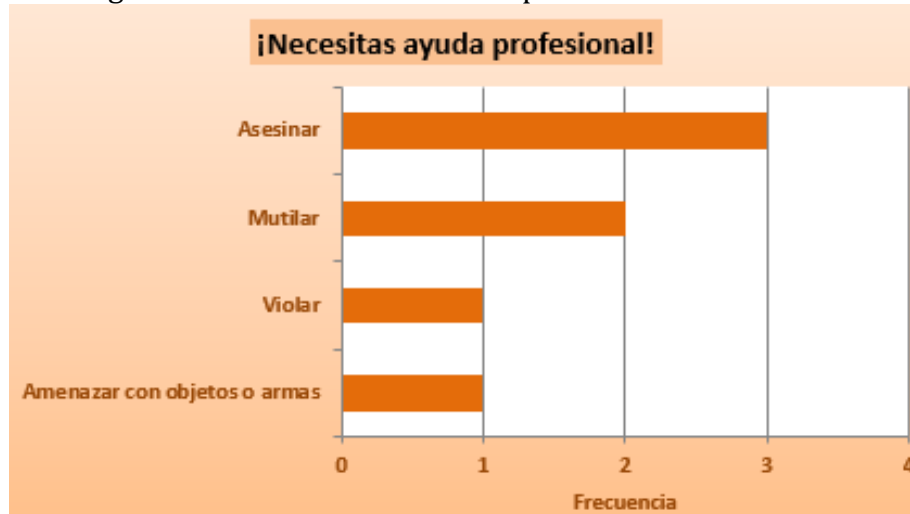 ¡Necesitas ayuda profesional!
Asesinar
Mutilar
Violar
Amenazar con objetos o armas
0 1 2 3 4
Frecuencia